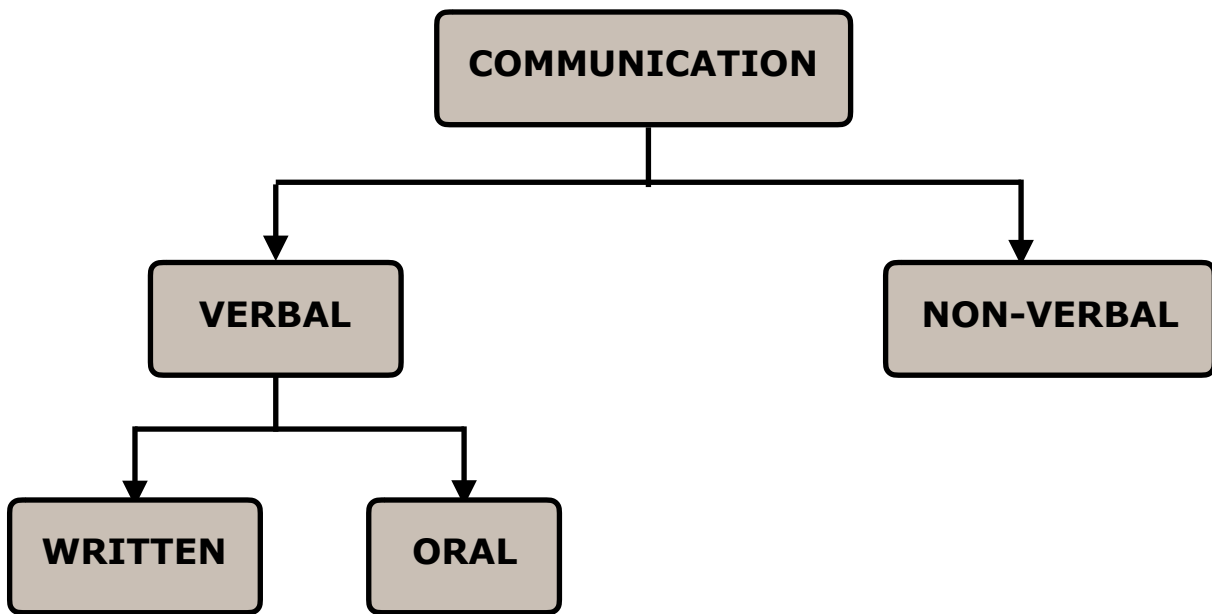 COMMUNICATION
VERBAL
NON-VERBAL
WRITTEN
ORAL